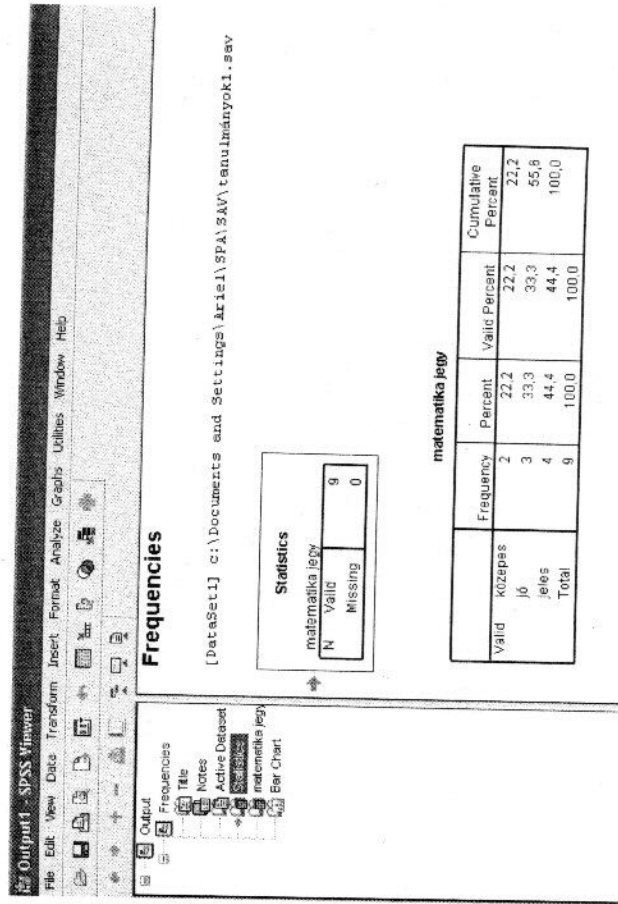 Output1 - SPSS Viewer
File Edit View Data Transform Insert Format Analyze Graphs Utilities Window Help
Output
Frequencies
Title
Notes
Active Dataset
Statistics
matematika jegy
Bar Chart
Frequencies
[DataSet1] c:\Documents and Settings\Ariel\SPA\SAV\tanulmányok1.sav
Statistics
matematika jegy
N Valid 9
Missing 0
matematika jegy
Frequency Percent Valid Percent Cumulative Percent
Valid közepes 2 22,2 22,2 22,2
jó 3 33,3 33,3 55,6
jeles 4 44,4 44,4 100,0
Total 9 100,0 100,0